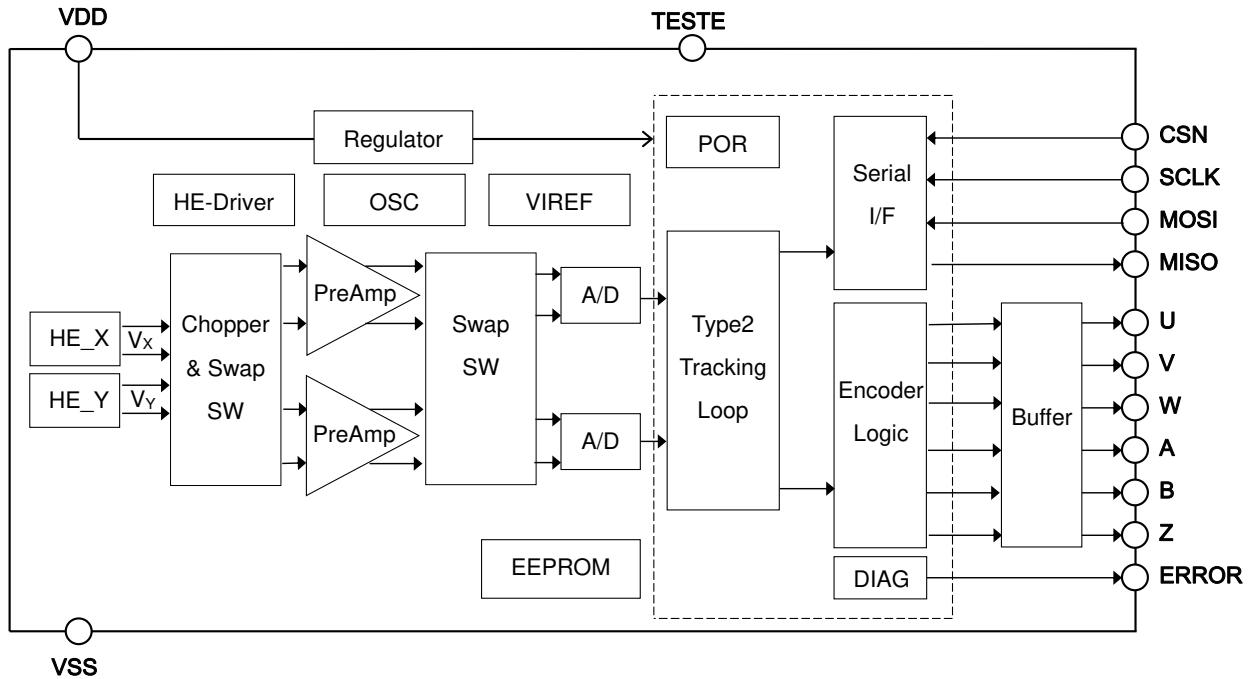 VDD
TESTE
Regulator
POR
Serial
I/F
CSN
SCLK
MOSI
MISO
HE-Driver
OSC
VIREF
HE_X
VX
HE_Y
VY
Chopper
& Swap
SW
PreAmp
PreAmp
Swap
SW
A/D
A/D
Type2
Tracking
Loop
Encoder
Logic
Buffer
U
V
W
A
B
Z
EEPROM
DIAG
ERROR
VSS